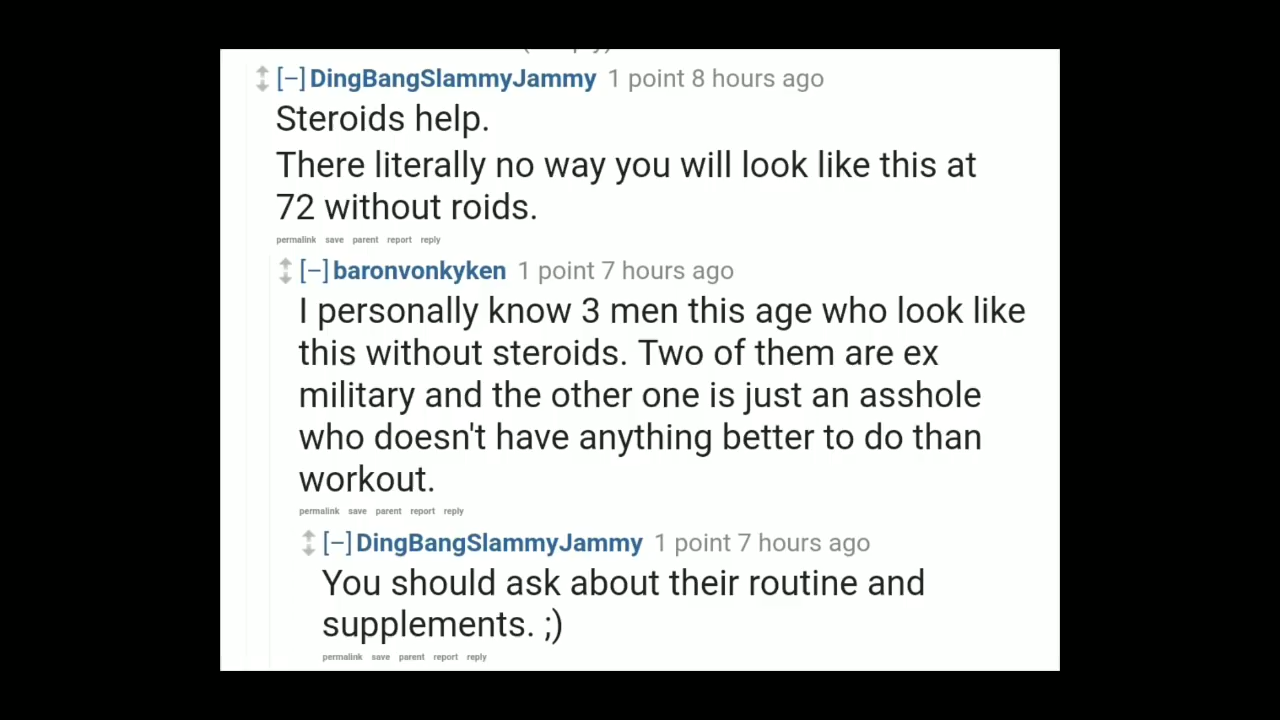 [–] DingBangSlammyJammy 1 point 8 hours ago
Steroids help.
There literally no way you will look like this at
72 without roids.
permalink save parent report reply
[–] baronvonkyken 1 point 7 hours ago
I personally know 3 men this age who look like
this without steroids. Two of them are ex
military and the other one is just an asshole
who doesn't have anything better to do than
workout.
permalink save parent report reply
[–] DingBangSlammyJammy 1 point 7 hours ago
You should ask about their routine and
supplements. ;)
permalink save parent report reply